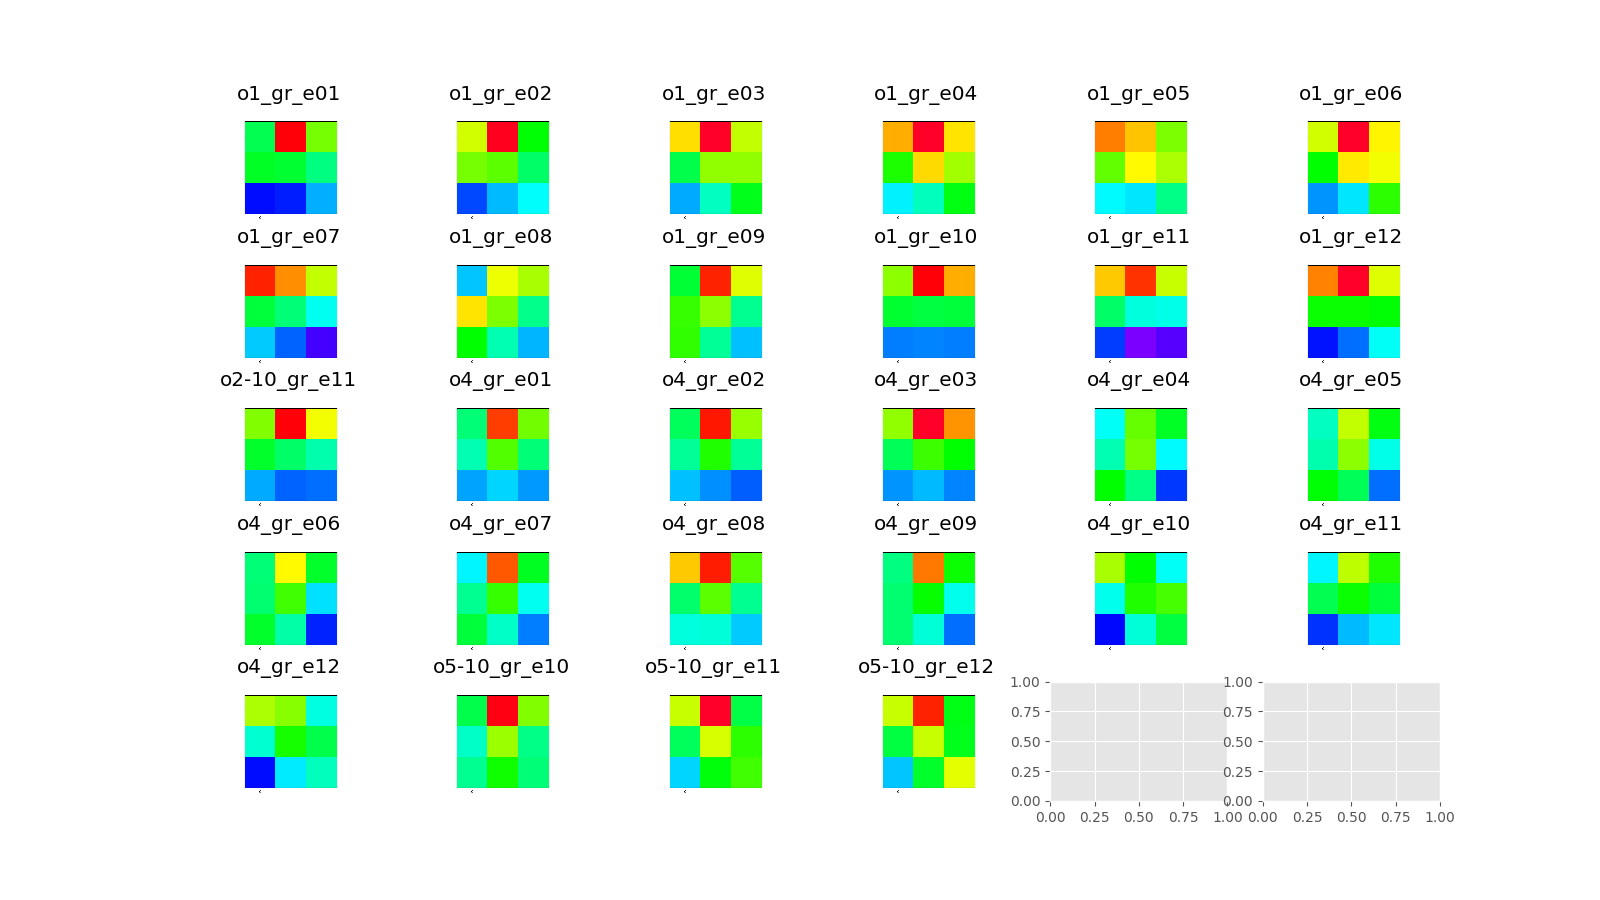 o1_gr_e01 o1_gr_e02 o1_gr_e03 o1_gr_e04 o1_gr_e05 o1_gr_e06
o1_gr_e07 o1_gr_e08 o1_gr_e09 o1_gr_e10 o1_gr_e11 o1_gr_e12
o2-10_gr_e11 o4_gr_e01 o4_gr_e02 o4_gr_e03 o4_gr_e04 o4_gr_e05
o4_gr_e06 o4_gr_e07 o4_gr_e08 o4_gr_e09 o4_gr_e10 o4_gr_e11
o4_gr_e12 o5-10_gr_e10 o5-10_gr_e11 o5-10_gr_e12
1.00 1.00
0.75 0.75
0.50 0.50
0.25 0.25
0.00 0.00
0.00 0.25 0.50 0.75 1.00 0.00 0.25 0.50 0.75 1.00